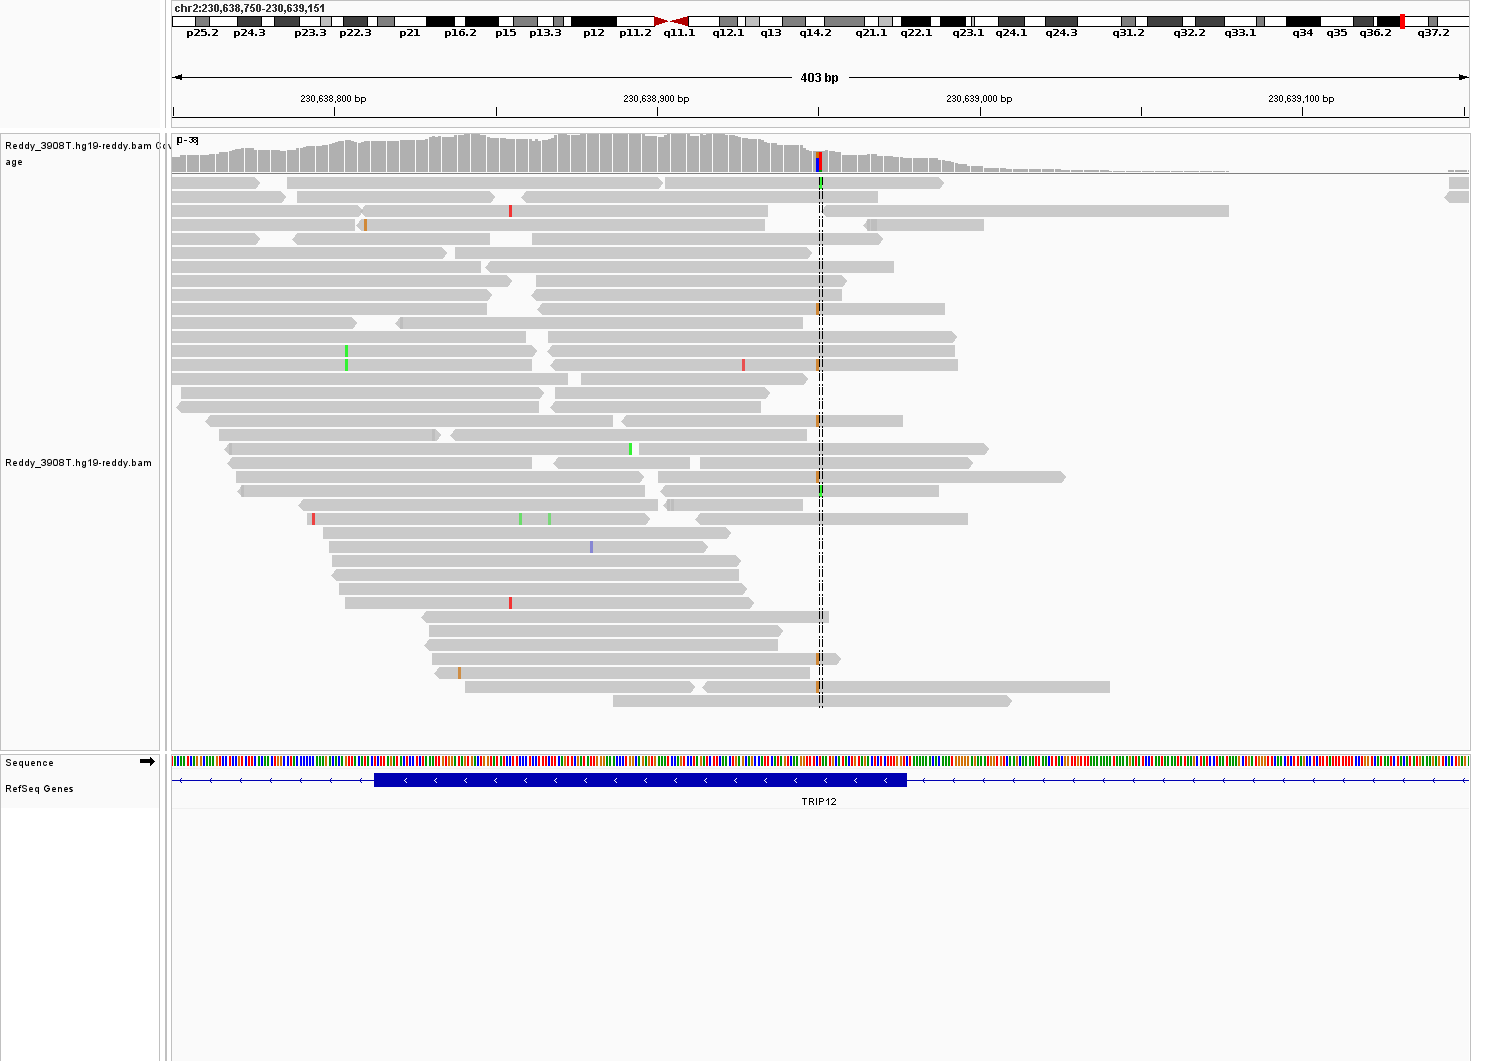 chr2:230,638,750-230,639,151
p25.2 p24.3 p23.3 p22.3 p21 p16.2 p15 p13.3 p12 p11.2 q11.1 q12.1 q13 q14.2 q21.1 q22.1 q23.1 q24.1 q24.3 q31.2 q32.2 q33.1 q34 q35 q36.2 q37.2
403 bp
230,638,800 bp 230,638,900 bp 230,639,000 bp 230,639,100 bp
Reddy_3908T.hg19-reddy.bam Cov
age
[0-38]
Reddy_3908T.hg19-reddy.bam
Sequence
RefSeq Genes
TRIP12